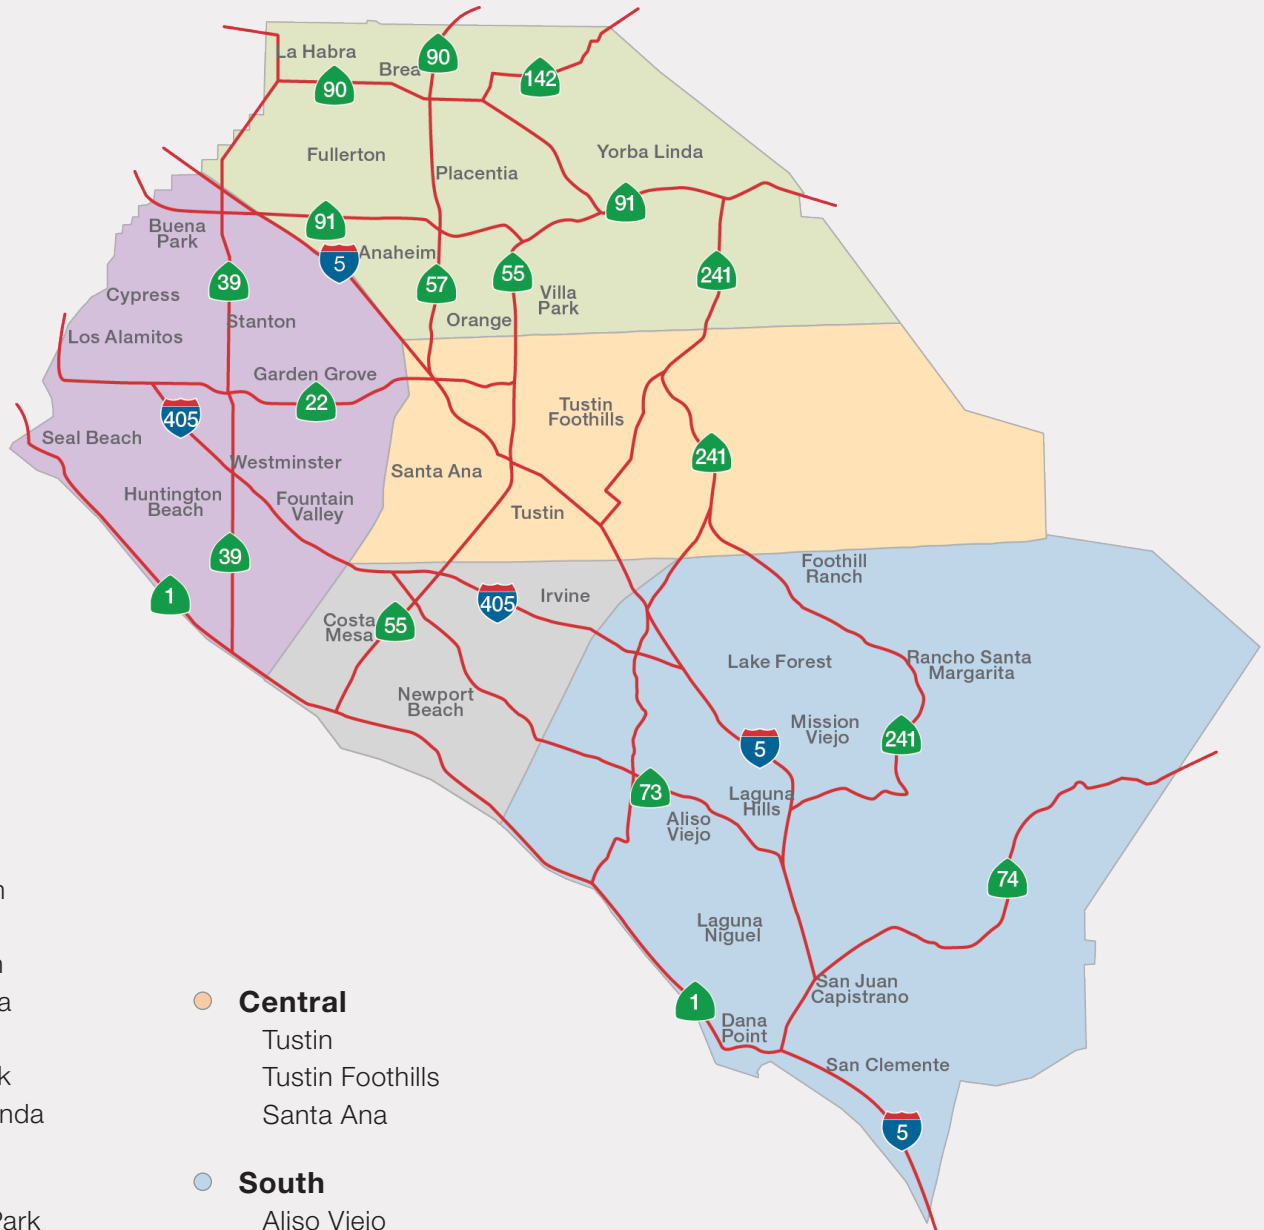 La Habra
Brea
90
90
142
Fullerton
Placentia
Yorba Linda
91
91
Buena
Park
Anaheim
5
39
57
55
241
Cypress
Villa
Park
Los Alamitos
Stanton
Orange
Garden Grove
22
405
Tustin
Foothills
Seal Beach
Westminster
Santa Ana
241
Huntington
Beach
Fountain
Valley
Tustin
39
1
Foothill
Ranch
Costa
Mesa
55
405
Irvine
Lake Forest
Rancho Santa
Margarita
Newport
Beach
Mission
Viejo
5
241
73
Laguna
Hills
Aliso
Viejo
74
Laguna
Niguel
1
San Juan
Capistrano
Dana
Point
San Clemente
5
Central
Tustin
Tustin Foothills
Santa Ana
South
Aliso Viejo